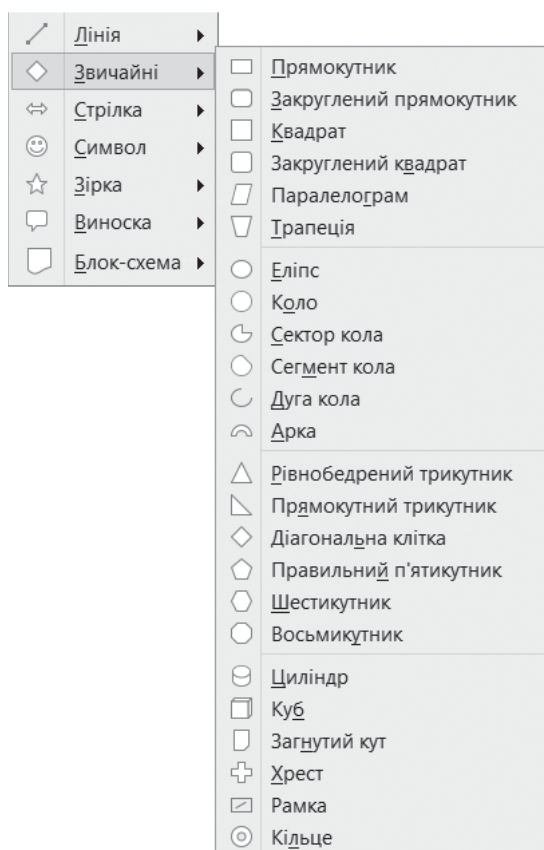 Лінія
Звичайні
Стрілка
Символ
Зірка
Виноска
Блок-схема
Прямокутник
Закруглений прямокутник
Квадрат
Закруглений квадрат
Паралелограм
Трапеція
Еліпс
Коло
Сектор кола
Сегмент кола
Дуга кола
Арка
Рівнобедрений трикутник
Прямокутний трикутник
Діагональна клітка
Правильний п'ятикутник
Шестикутник
Восьмикутник
Циліндр
Куб
Загнутий кут
Хрест
Рамка
Кільце